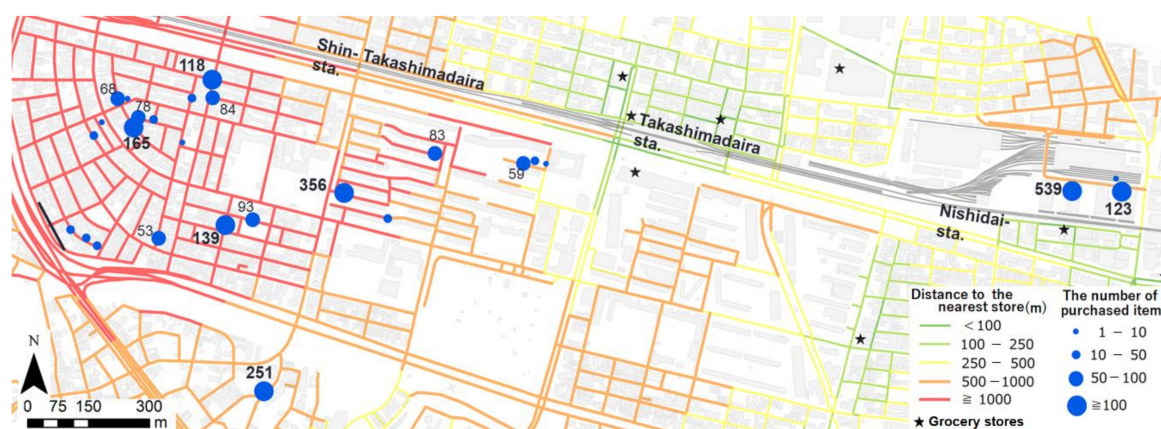 Shin-Takashimadaira
sta.
118
68
84
78
165
83
Takashimadaira
sta.
59
356
539
123
93
139
53
Nishidai-
sta.
251
N
0 75 150 300
m
Distance to the
nearest store(m)
<100
100 - 250
250 - 500
500-1000
≧ 1000
★ Grocery stores
The number of
purchased item
1 - 10
10 - 50
50-100
≧100